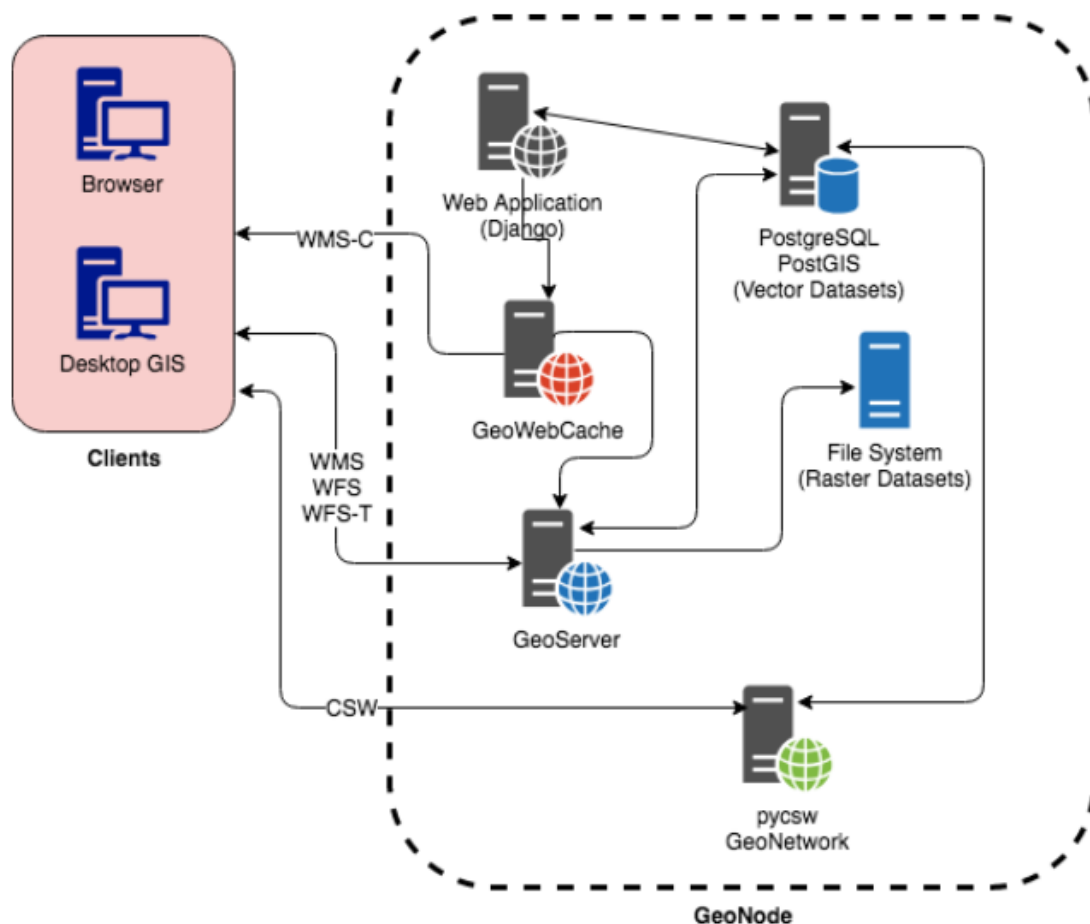 Browser
Desktop GIS
Clients
WMS-C
WMS
WFS
WFS-T
CSW
Web Application
(Django)
PostgreSQL
PostGIS
(Vector Datasets)
GeoWebCache
File System
(Raster Datasets)
GeoServer
pycsw
GeoNetwork
GeoNode